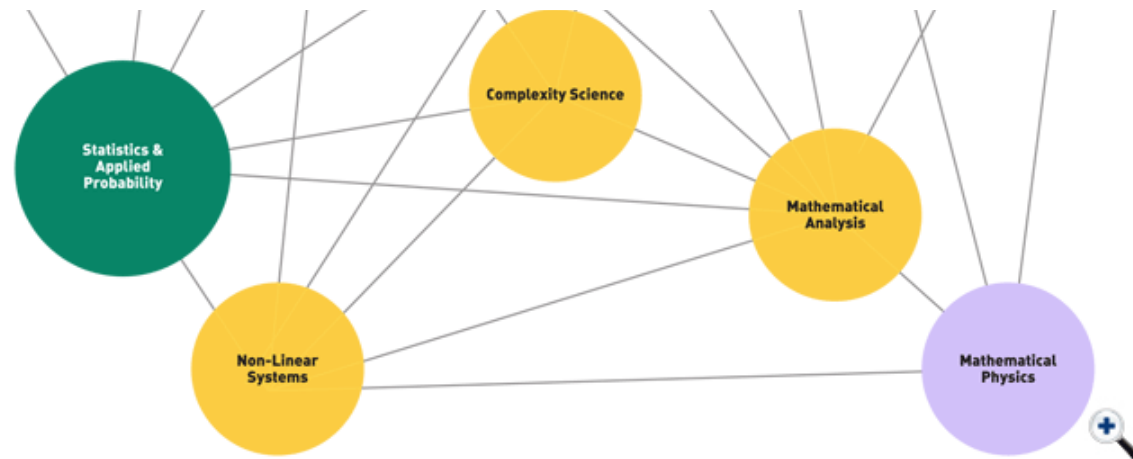 Complexity Science
Statistics &
Applied
Probability
Mathematical
Analysis
Non-Linear
Systems
Mathematical
Physics